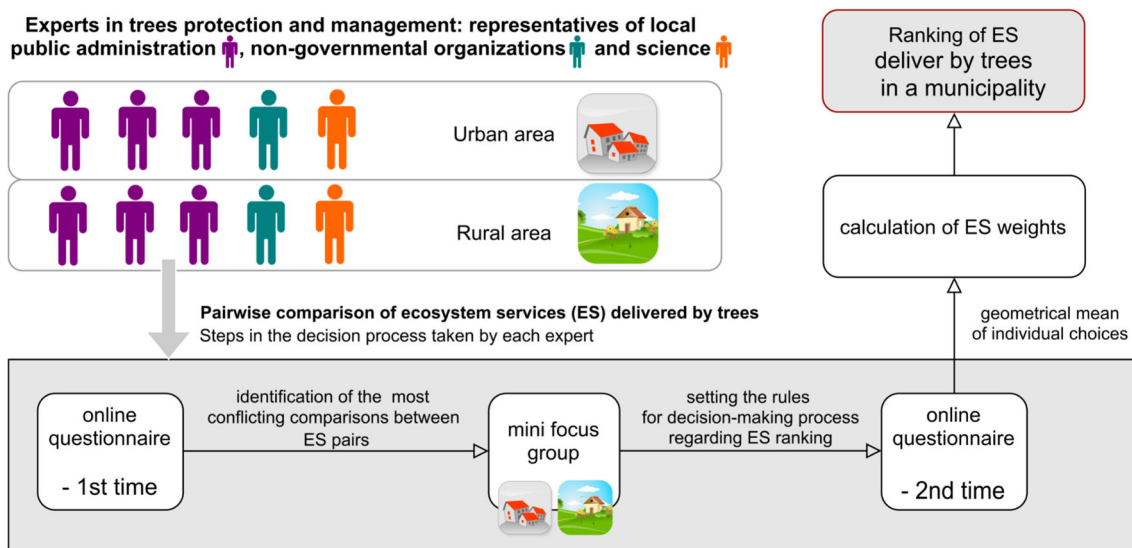 Experts in trees protection and management: representatives of local
public administration , non-governmental organizations and science
Urban area
Rural area
Pairwise comparison of ecosystem services (ES) delivered by trees
Steps in the decision process taken by each expert
online
questionnaire
- 1st time
identification of the most
conflicting comparisons between
ES pairs
mini focus
group
setting the rules
for decision-making process
regarding ES ranking
online
questionnaire
- 2nd time
geometrical mean
of individual choices
calculation of ES weights
Ranking of ES
deliver by trees
in a municipality